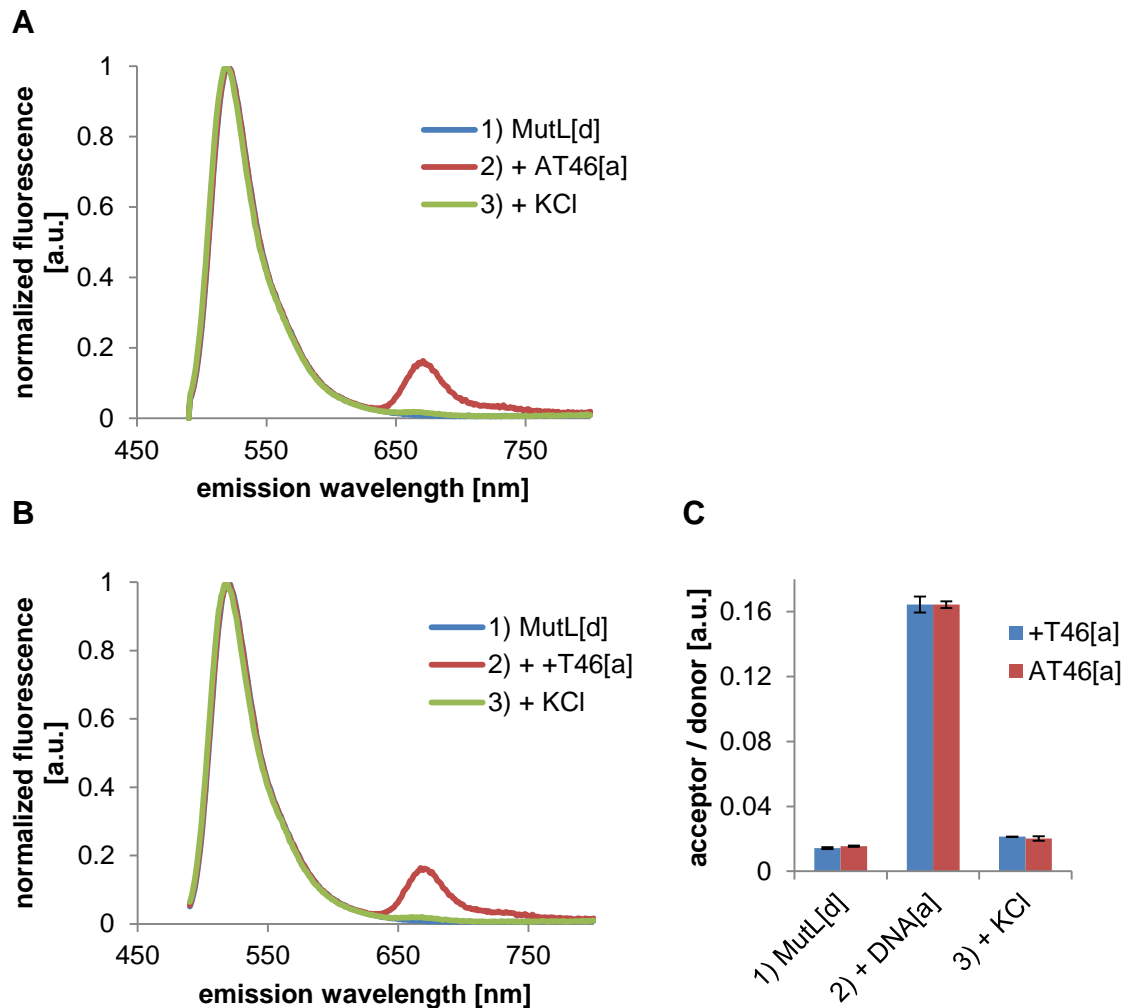 A
normalized fluorescence
[a.u.]
1
0.8
0.6
0.4
0.2
0
450
550
650
750
emission wavelength [nm]
1) MutL[d]
2) + AT46[a]
3) + KCl
B
normalized fluorescence
[a.u.]
1
0.8
0.6
0.4
0.2
0
450
550
650
750
emission wavelength [nm]
1) MutL[d]
2) + +T46[a]
3) + KCl
C
acceptor / donor [a.u.]
0.16
0.12
0.08
0.04
0
1) MutL[d]
2) + DNA[a]
3) + KCl
+T46[a]
AT46[a]